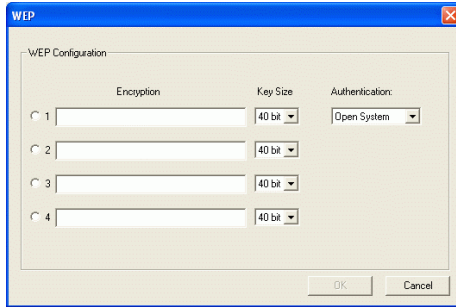 WEP
WEP Configuration
Encryption Key Size Authentication:
1 40 bit Open System
2 40 bit
3 40 bit
4 40 bit
OK Cancel